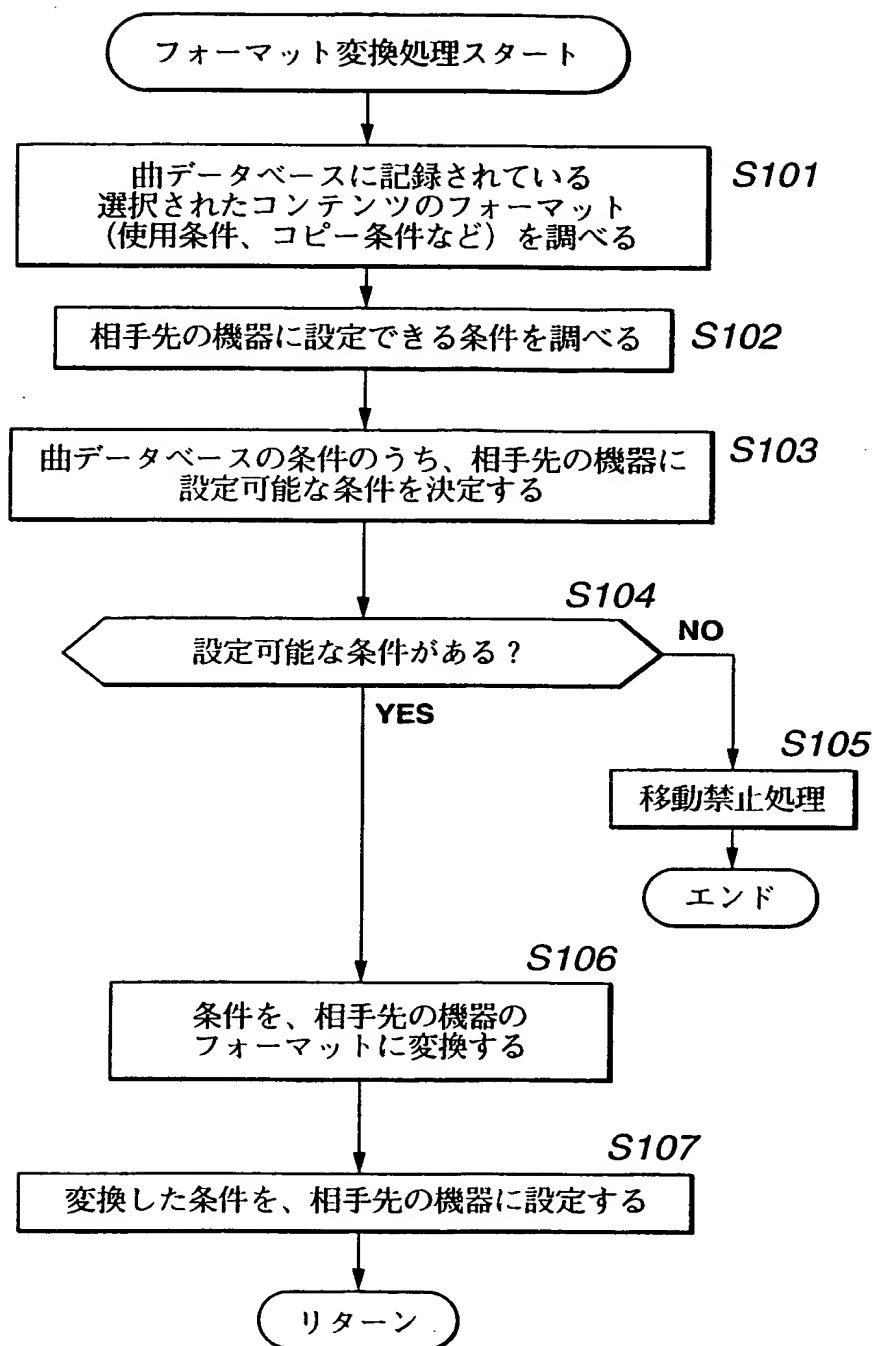 フォーマット変換処理スタート
曲データベースに記録されている
選択されたコンテンツのフォーマット
（使用条件、コピー条件など）を調べる
S101
相手先の機器に設定できる条件を調べる
S102
曲データベースの条件のうち、相手先の機器に
設定可能な条件を決定する
S103
S104
設定可能な条件がある？
NO
YES
S105
移動禁止処理
エンド
S106
条件を、相手先の機器の
フォーマットに変換する
S107
変換した条件を、相手先の機器に設定する
リターン